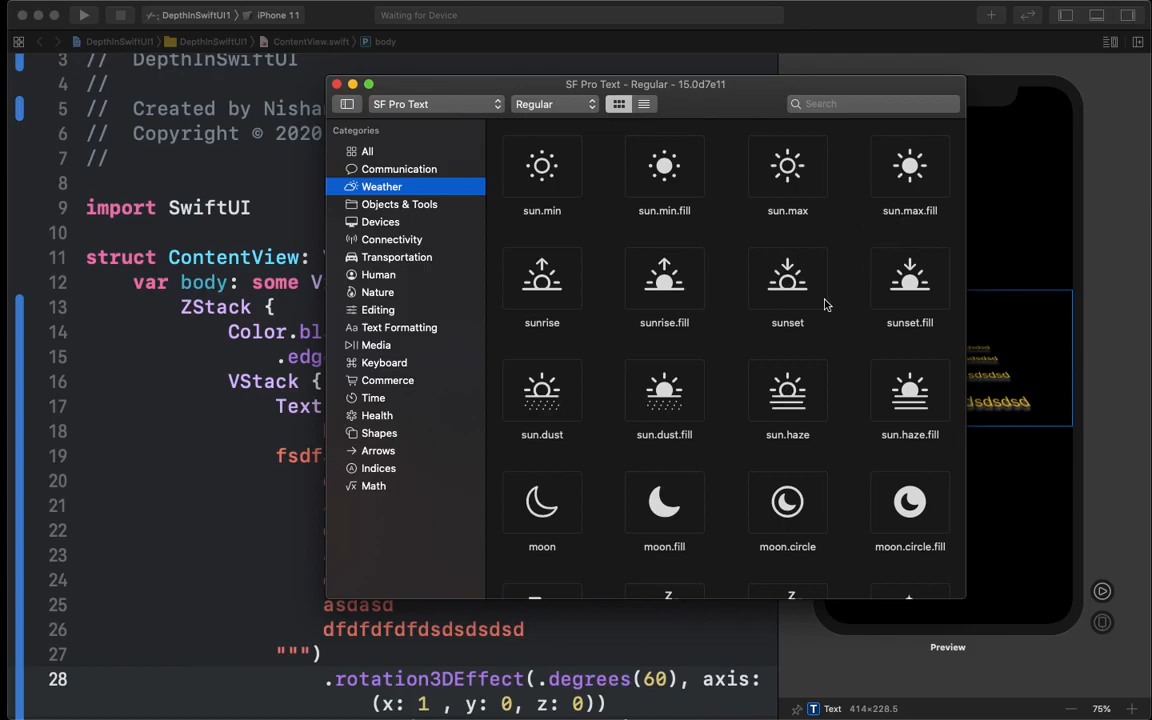 DepthInSwiftUI1 〉 iPhone 11
Waiting for Device
DepthInSwiftUI1 〉 DepthInSwiftUI1 〉 ContentView.swift 〉 P body
3 // DepthInSwiftUI
4 //
5 // Created by Nisha
6 // Copyright © 2020
7 //
8
9 import SwiftUI
10
11 struct ContentView:
12 var body: some V
13 ZStack {
14 Color.bl
15 .edg
16 VStack {
17 Text
18
19 fsdf
20
21
22
23
24
25 asdasd
26 dfdfdfdfdsdsdsdsd
27 """)
28 .rotation3DEffect(.degrees(60), axis:
(x: 1 , y: 0, z: 0))
SF Pro Text - Regular - 15.0d7e11
SF Pro Text
Regular
Search
Categories
All
Communication
Weather
Objects & Tools
Devices
Connectivity
Transportation
Human
Nature
Editing
Aa Text Formatting
Media
Keyboard
Commerce
Time
Health
Shapes
Arrows
Indices
Math
sun.min
sun.min.fill
sun.max
sun.max.fill
sunrise
sunrise.fill
sunset
sunset.fill
sun.dust
sun.dust.fill
sun.haze
sun.haze.fill
moon
moon.fill
moon.circle
moon.circle.fill
Preview
T Text 414×228.5
75%